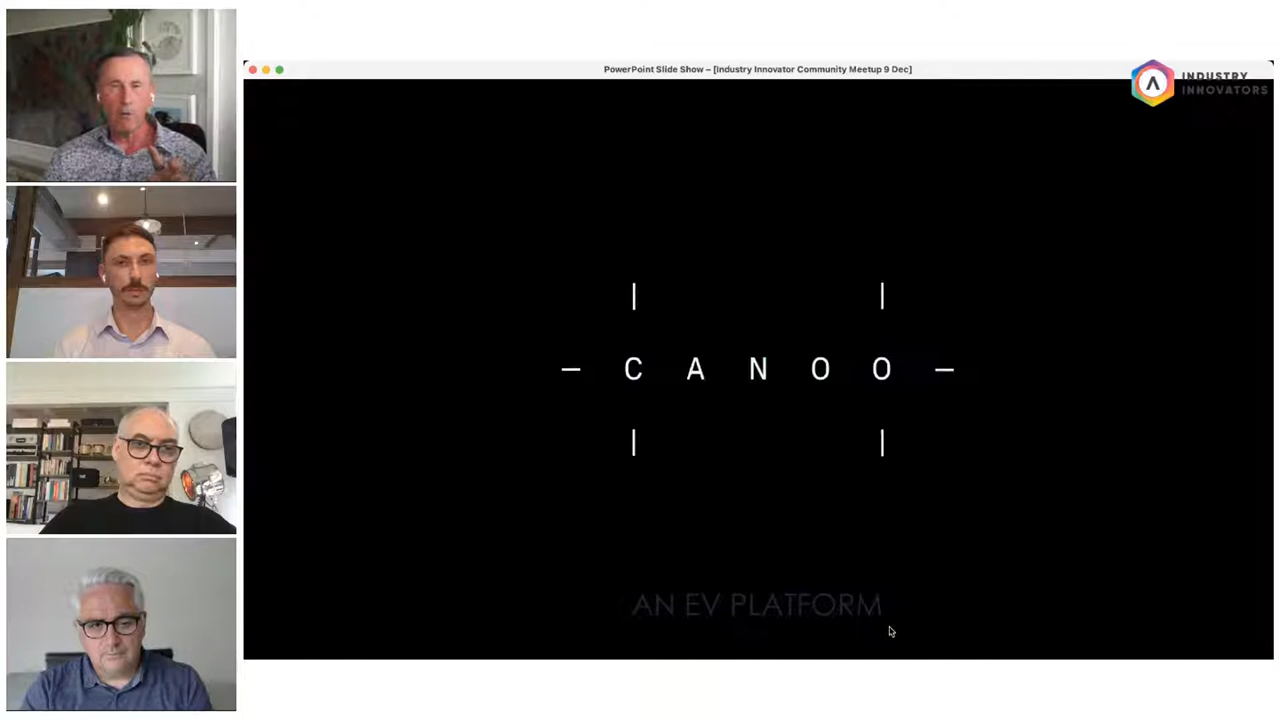 PowerPoint Slide Show – [Industry Innovator Community Meetup 9 Dec]
INDUSTRY
INNOVATORS
– C A N O O –
AN EV PLATFORM